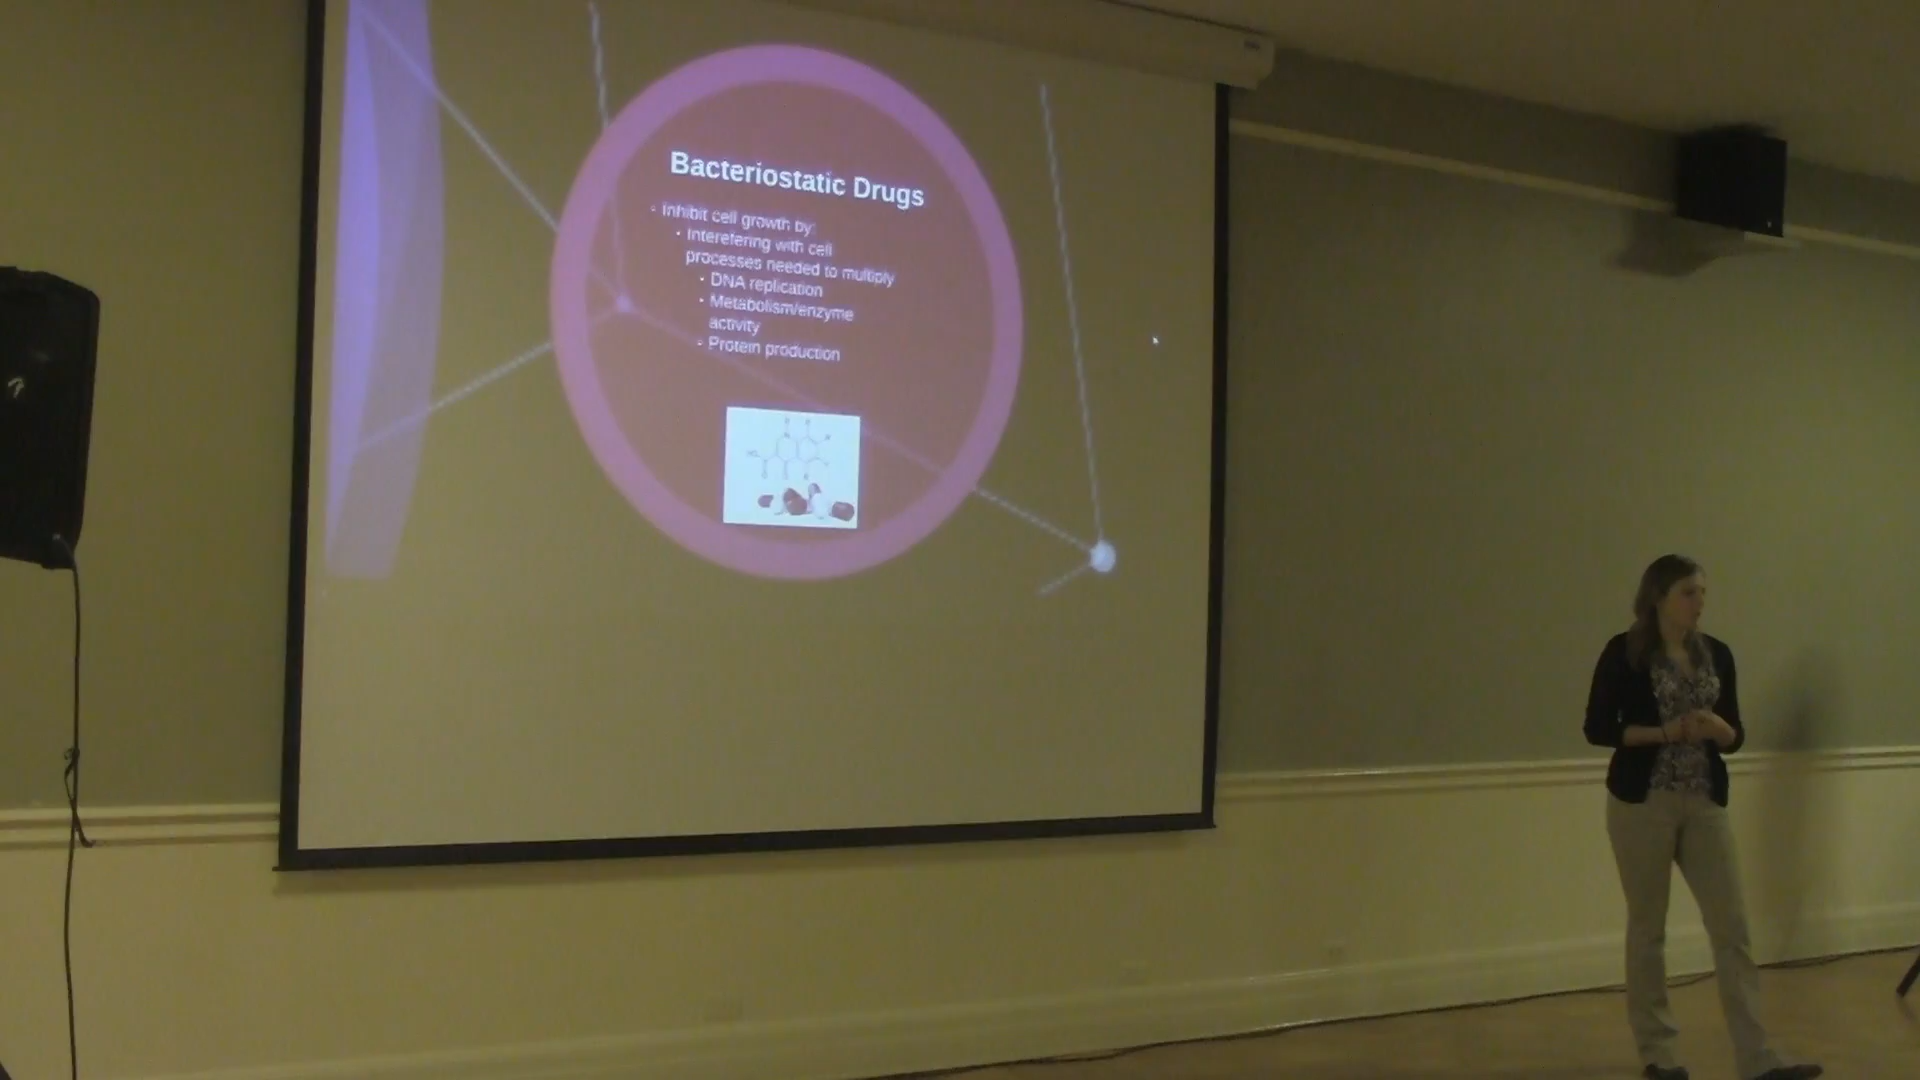 Bacteriostatic Drugs
- Inhibit cell growth by:
• Interefering with cell
processes needed to multiply
• DNA replication
• Metabolism/enzyme
activity
• Protein production